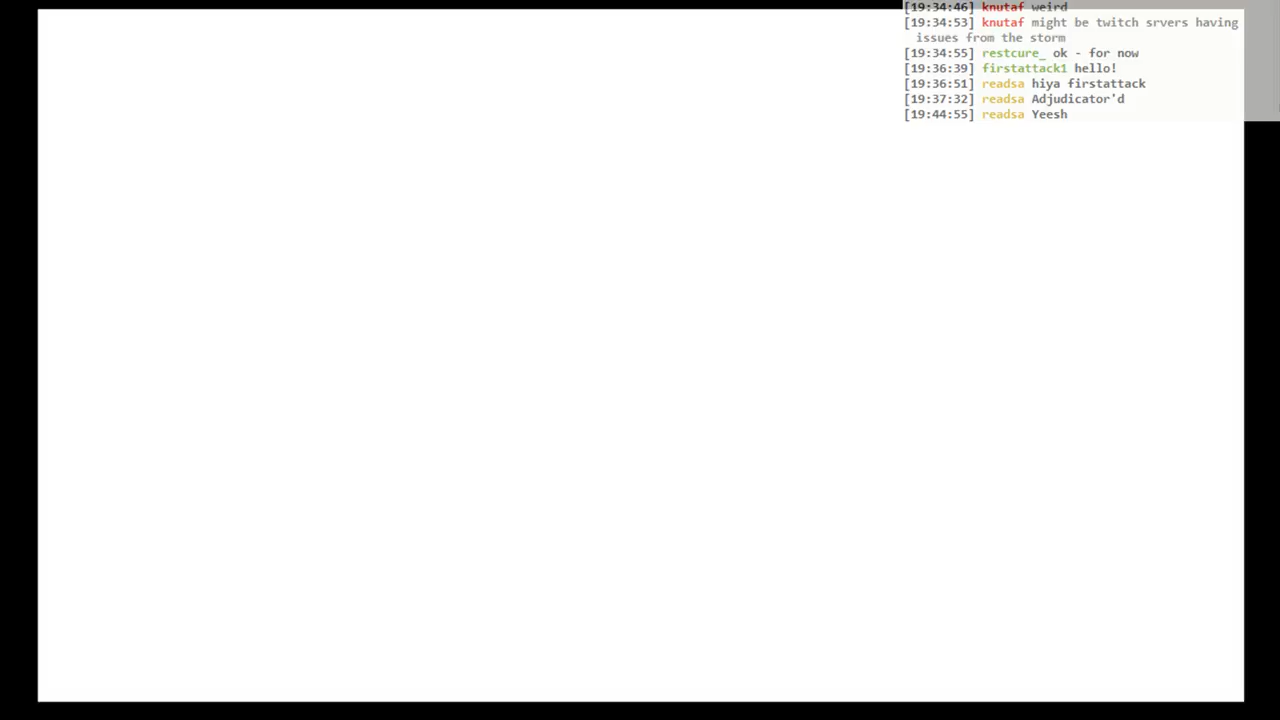 [19:34:46] knutaf weird
[19:34:53] knutaf might be twitch srvers having
issues from the storm
[19:34:55] restcure_ ok - for now
[19:36:39] firstattack1 hello!
[19:36:51] readsa hiya firstattack
[19:37:32] readsa Adjudicator'd
[19:44:55] readsa Yeesh